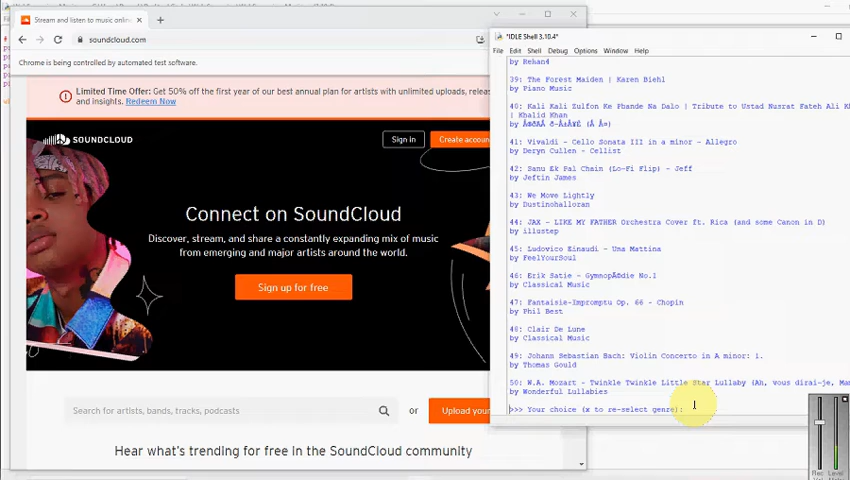 Stream and listen to music online
soundcloud.com
Chrome is being controlled by automated test software.
Limited Time Offer: Get 50% off the first year of our best annual plan for artists with unlimited uploads, release
and insights. Redeem Now
SOUNDCLOUD
Sign in
Create accoun
Connect on SoundCloud
Discover, stream, and share a constantly expanding mix of music
from emerging and major artists around the world.
Sign up for free
Search for artists, bands, tracks, podcasts
or
Upload your
Hear what's trending for free in the SoundCloud community
*IDLE Shell 3.10.4*
File Edit Shell Debug Options Window Help
by Rehan4
39: The Forest Maiden | Karen Biehl
by Piano Music
40: Kali Kali Zulfon Ke Phande Na Dalo | Tribute to Ustad Nusrat Fateh Ali K
| Khalid Khan
by
41: Vivaldi - Cello Sonata III in a minor - Allegro
by Deryn Cullen - Cellist
42: Sanu Ek Pal Chain (Lo-Fi Flip) - Jeff
by Jeftin James
43: We Move Lightly
by Dustinohalloran
44: JAX - LIKE MY FATHER Orchestra Cover ft. Rica (and some Canon in D)
by illustep
45: Ludovico Einaudi - Una Mattina
by FeelYourSoul
46: Erik Satie - GymnopÃ©die No.1
by Classical Music
47: Fantaisie-Impromptu Op. 66 - Chopin
by Phil Best
48: Clair De Lune
by Classical Music
49: Johann Sebastian Bach: Violin Concerto in A minor: 1.
by Thomas Gould
50: W.A. Mozart - Twinkle Twinkle Little Star Lullaby (Ah, vous dirai-je, Ma
by Wonderful Lullabies
>>> Your choice (x to re-select genre):